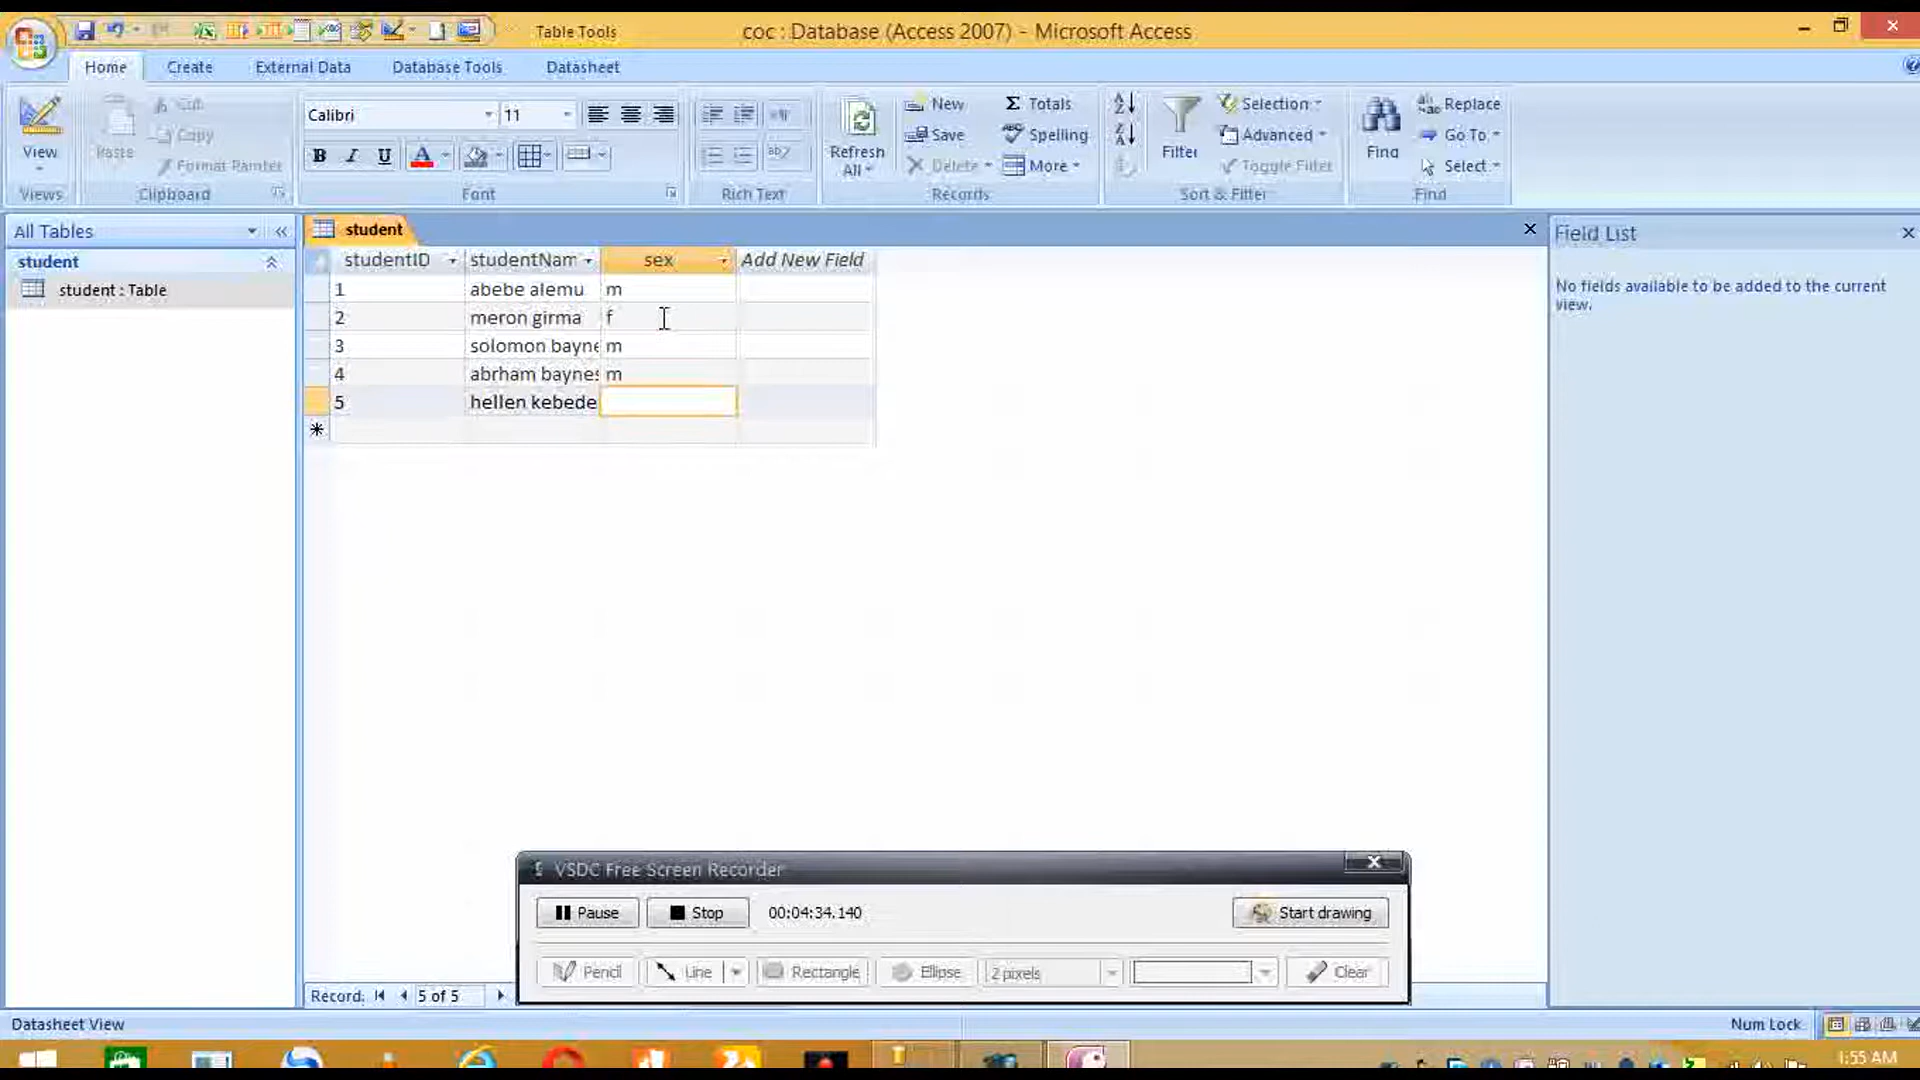 Table Tools
coc : Database (Access 2007) - Microsoft Access
Home Create External Data Database Tools Datasheet
View
Views
Paste
Cut
Copy
Format Painter
Clipboard
Calibri 11
B I U A
Font
Rich Text
Refresh All
New
Save
Delete
Σ Totals
Spelling
More
Records
Filter
Selection
Advanced
Toggle Filter
Sort & Filter
Find
Replace
Go To
Select
Find
All Tables
student
student : Table
student
studentID studentNam sex Add New Field
1 abebe alemu m
2 meron girma f
3 solomon bayne m
4 abrham baynes m
5 hellen kebede
Field List
No fields available to be added to the current
view.
VSDC Free Screen Recorder
Pause Stop 00:04:34.140 Start drawing
Pencil Line Rectangle Ellipse 2 pixels Clear
Record: 5 of 5
Datasheet View
Num Lock
1:55 AM